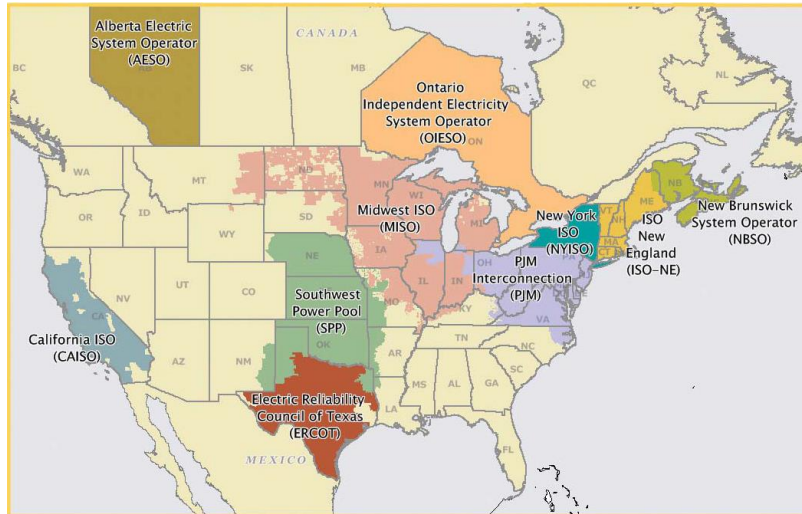 Alberta Electric
System Operator
(AESO)
AB
CANADA
BC
SK
MB
ON
QC
NL
Ontario
Independent Electricity
System Operator
(OIESO)
WA
MT
ND
MN
WI
MI
OR
ID
SD
WY
Midwest ISO
(MISO)
New York
ISO
(NYISO)
VT
NH
ME
MA
CT
NB
ISO
New
England
(ISO-NE)
New Brunswick
System Operator
(NBSO)
NE
IA
IL
IN
OH
PA
PJM
Interconnection
(PJM)
DE
NV
UT
CO
MO
KY
VA
Southwest
Power Pool
(SPP)
CA
California ISO
(CAISO)
AZ
NM
OK
AR
TN
NC
SC
MS
AL
GA
LA
FL
Electric Reliability
Council of Texas
(ERCOT)
MEXICO